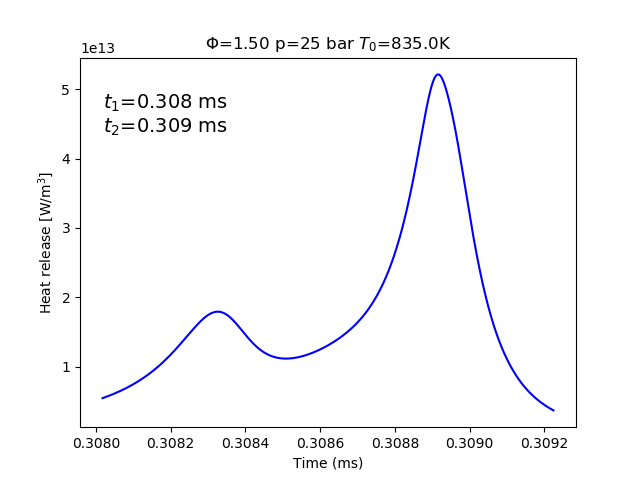 Φ=1.50 p=25 bar T₀=835.0K
1e13
t₁=0.308 ms
t₂=0.309 ms
5
4
3
2
1
Heat release [W/m³]
0.3080 0.3082 0.3084 0.3086 0.3088 0.3090 0.3092
Time (ms)